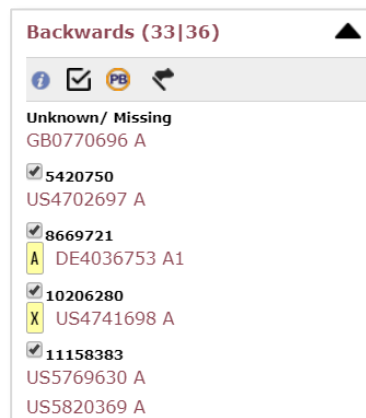 Backwards (33|36)
i PB
Unknown/ Missing
GB0770696 A
5420750
US4702697 A
8669721
A DE4036753 A1
10206280
X US4741698 A
11158383
US5769630 A
US5820369 A